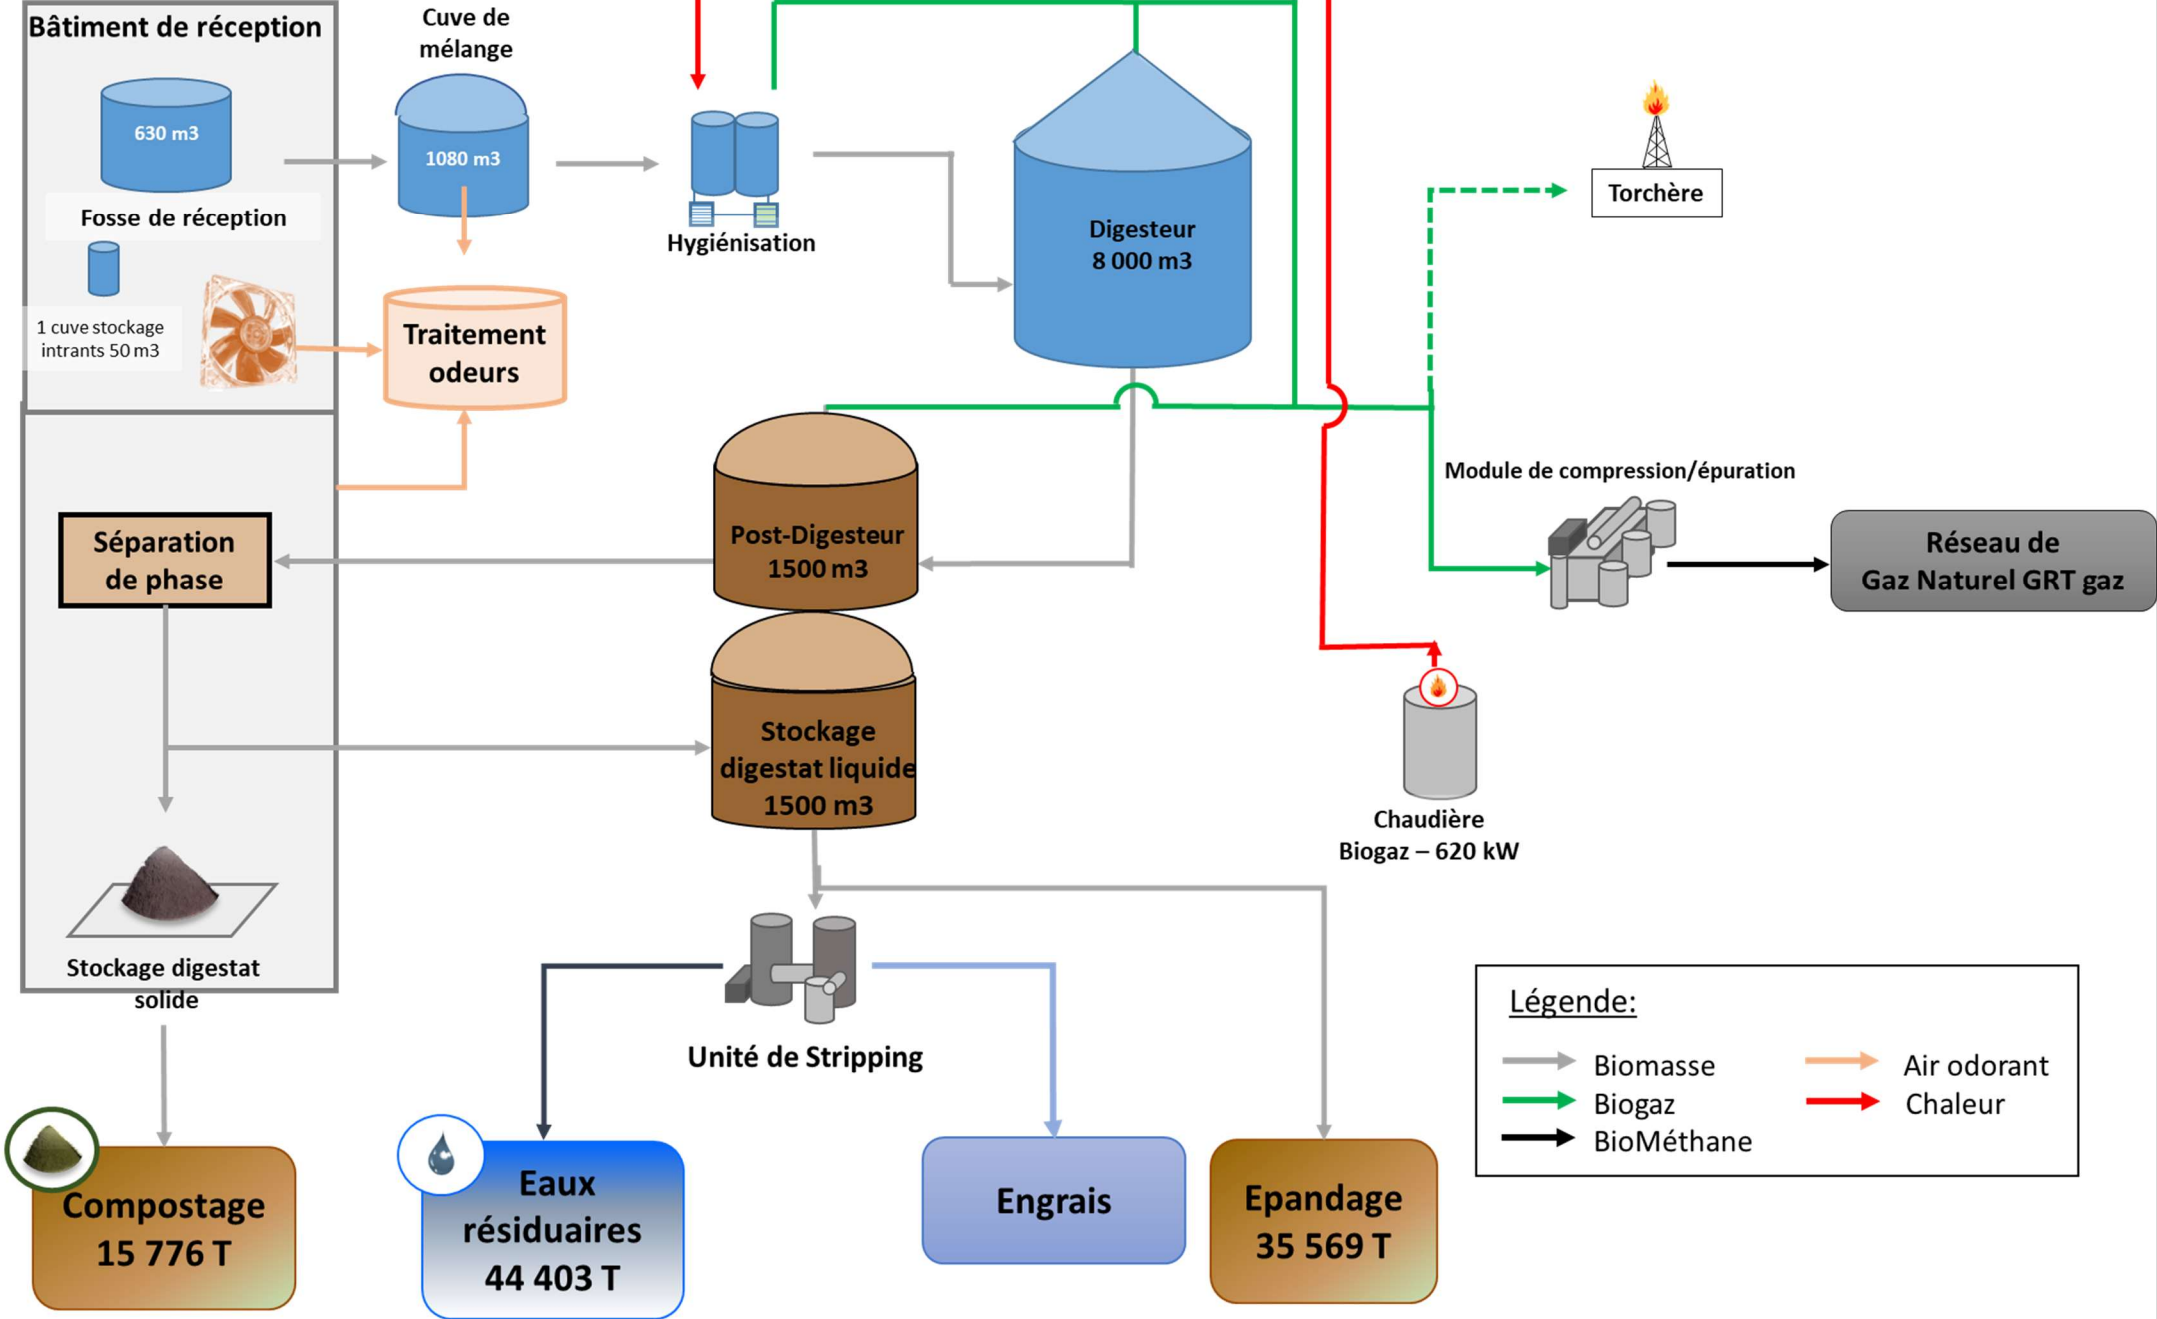 Bâtiment de réception
630 m3
Fosse de réception
1 cuve stockage
intrants 50 m3
Cuve de
mélange
1080 m3
Traitement
odeurs
Hygiénisation
Digesteur
8 000 m3
Torchère
Module de compression/épuration
Réseau de
Gaz Naturel GRT gaz
Séparation
de phase
Post-Digesteur
1500 m3
Stockage
digestat liquide
1500 m3
Chaudière
Biogaz – 620 kW
Stockage digestat
solide
Unité de Stripping
Compostage
15 776 T
Eaux
résiduaires
44 403 T
Engrais
Epandage
35 569 T
Légende:
Biomasse
Biogaz
BioMéthane
Air odorant
Chaleur